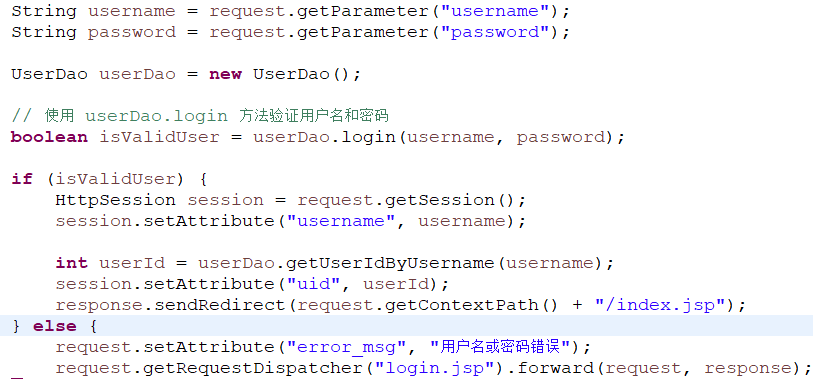 String username = request.getParameter("username");
String password = request.getParameter("password");
UserDao userDao = new UserDao();
// 使用 userDao.login 方法验证用户名和密码
boolean isValidUser = userDao.login(username, password);
if (isValidUser) {
HttpSession session = request.getSession();
session.setAttribute("username", username);
int userId = userDao.getUserIdByUsername(username);
session.setAttribute("uid", userId);
response.sendRedirect(request.getContextPath() + "/index.jsp");
} else {
request.setAttribute("error_msg", "用户名或密码错误");
request.getRequestDispatcher("login.jsp").forward(request, response);